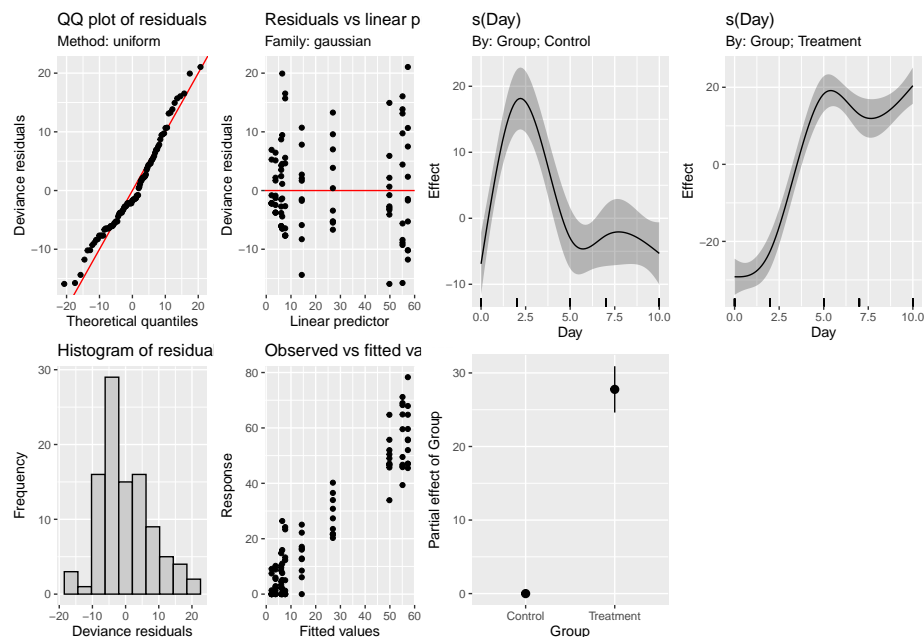 QQ plot of residuals
Method: uniform
Deviance residuals
20
10
0
−10
−20 −10 0 10 20
Theoretical quantiles
Residuals vs linear p
Family: gaussian
Deviance residuals
20
10
0
−10
0 10 20 30 40 50 60
Linear predictor
s(Day)
By: Group; Control
Effect
20
10
0
−10
0.0 2.5 5.0 7.5 10.0
Day
s(Day)
By: Group; Treatment
Effect
20
0
−20
0.0 2.5 5.0 7.5 10.0
Day
Histogram of residual
Frequency
30
20
10
0
−20 −10 0 10 20
Deviance residuals
Observed vs fitted va
Response
80
60
40
20
0
0 10 20 30 40 50 60
Fitted values
Partial effect of Group
30
20
10
0
Control Treatment
Group